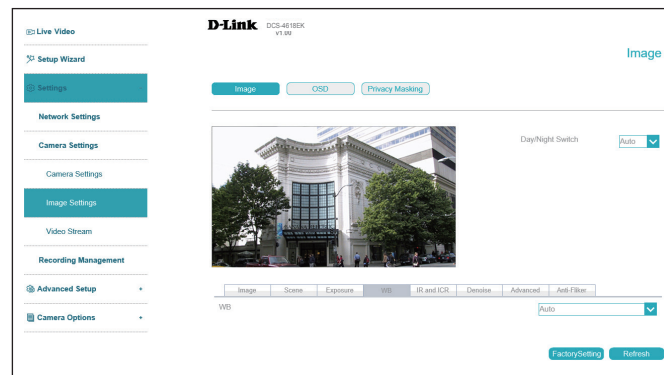 D-Link DCS-4618EK
v1.00
Live Video
Setup Wizard
Settings
Network Settings
Camera Settings
Camera Settings
Image Settings
Video Stream
Recording Management
Advanced Setup +
Camera Options +
Image
Image OSD Privacy Masking
Day/Night Switch Auto
Image Scene Exposure WB IR and ICR Denoise Advanced Anti-Fliker
WB Auto
FactorySetting Refresh